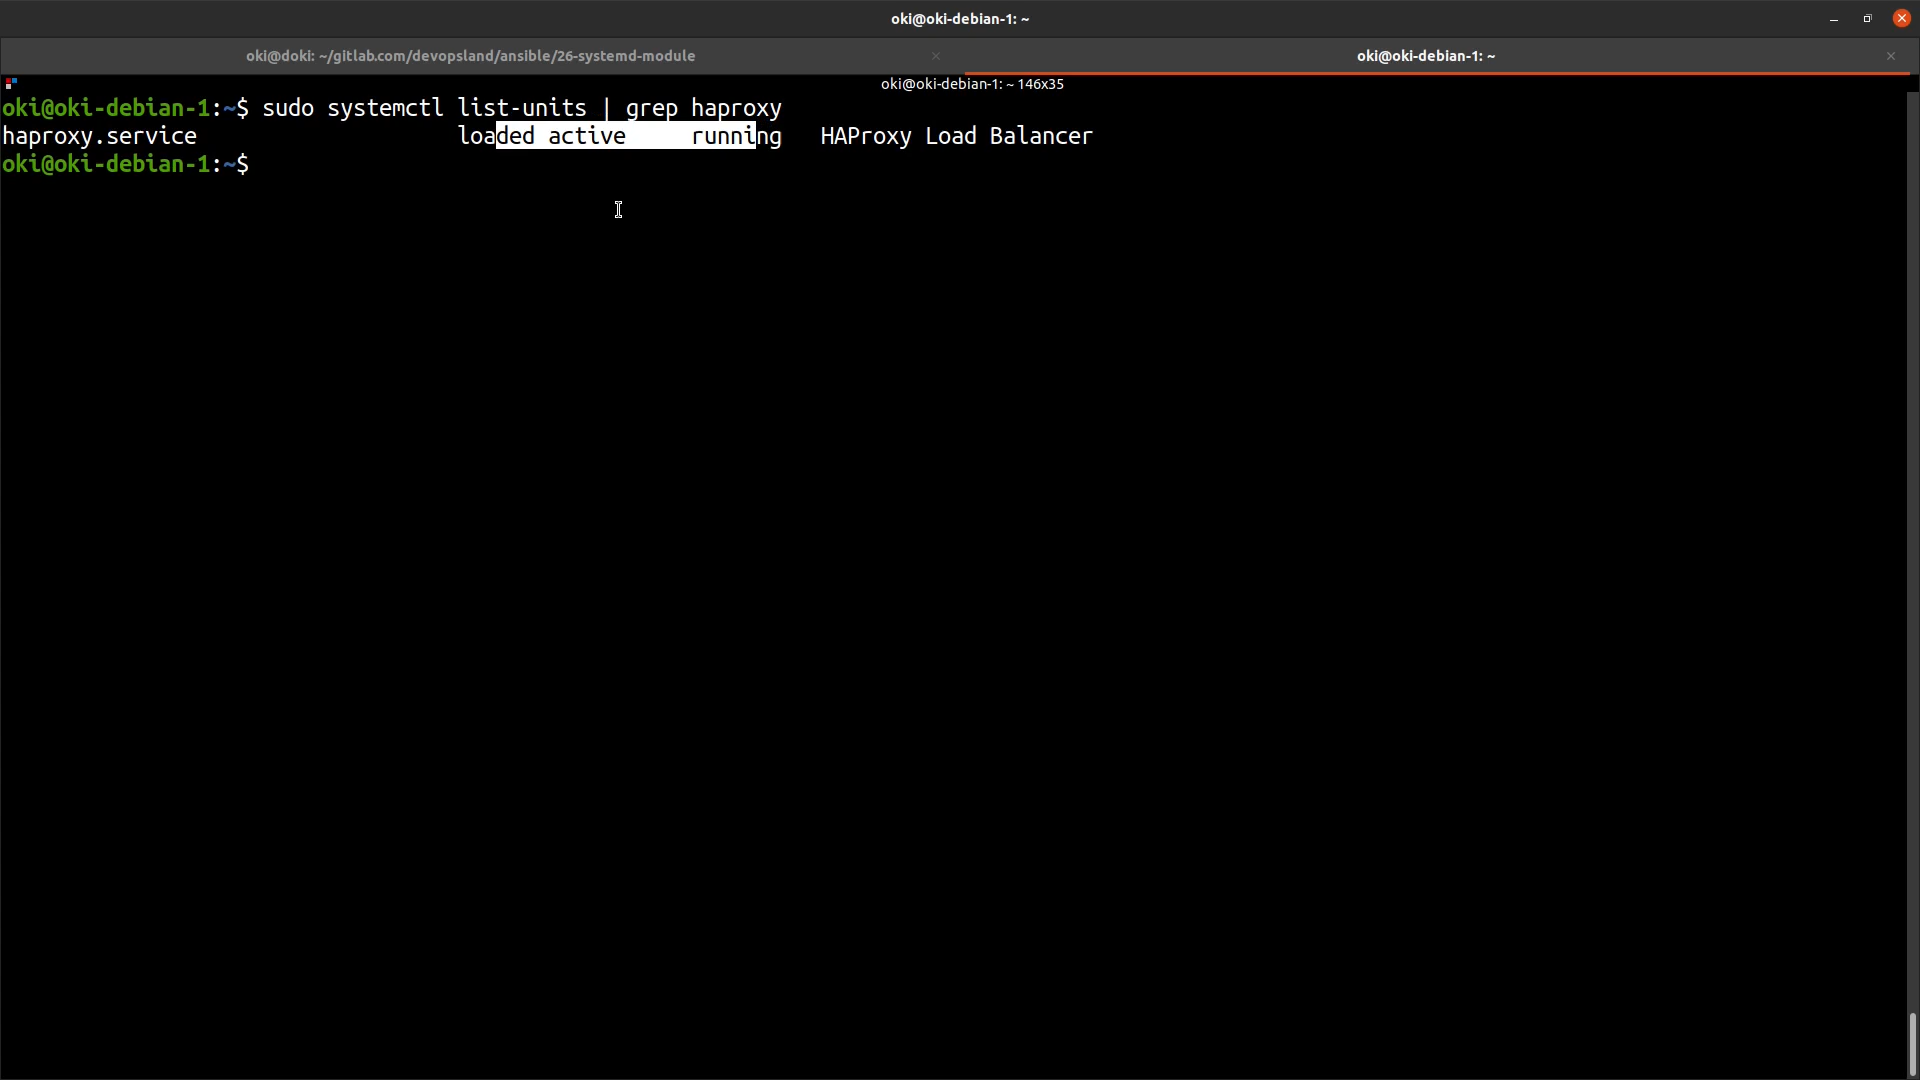 oki@oki-debian-1: ~
oki@doki: ~/gitlab.com/devopsland/ansible/26-systemd-module
oki@oki-debian-1: ~
oki@oki-debian-1: ~ 146x35
oki@oki-debian-1:~$ sudo systemctl list-units | grep haproxy
haproxy.service                    loaded active     running   HAProxy Load Balancer
oki@oki-debian-1:~$